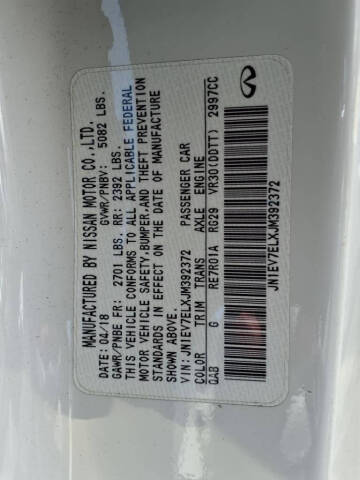 MANUFACTURED BY NISSAN MOTOR CO.,LTD.
DATE: 04/18 GVWR/PNBV: 5082 LBS.
GAWR/PNBE FR: 2701 LBS. RR: 2392 LBS.
THIS VEHICLE CONFORMS TO ALL APPLICABLE FEDERAL
MOTOR VEHICLE SAFETY,BUMPER,AND THEFT PREVENTION
STANDARDS IN EFFECT ON THE DATE OF MANUFACTURE
SHOWN ABOVE.
VIN: JN1EV7ELXJM392372 PASSENGER CAR
COLOR TRIM TRANS AXLE ENGINE
QAB G RE7R01A RG29 VR30(DDTT) 2997CC
JN1EV7ELXJM392372